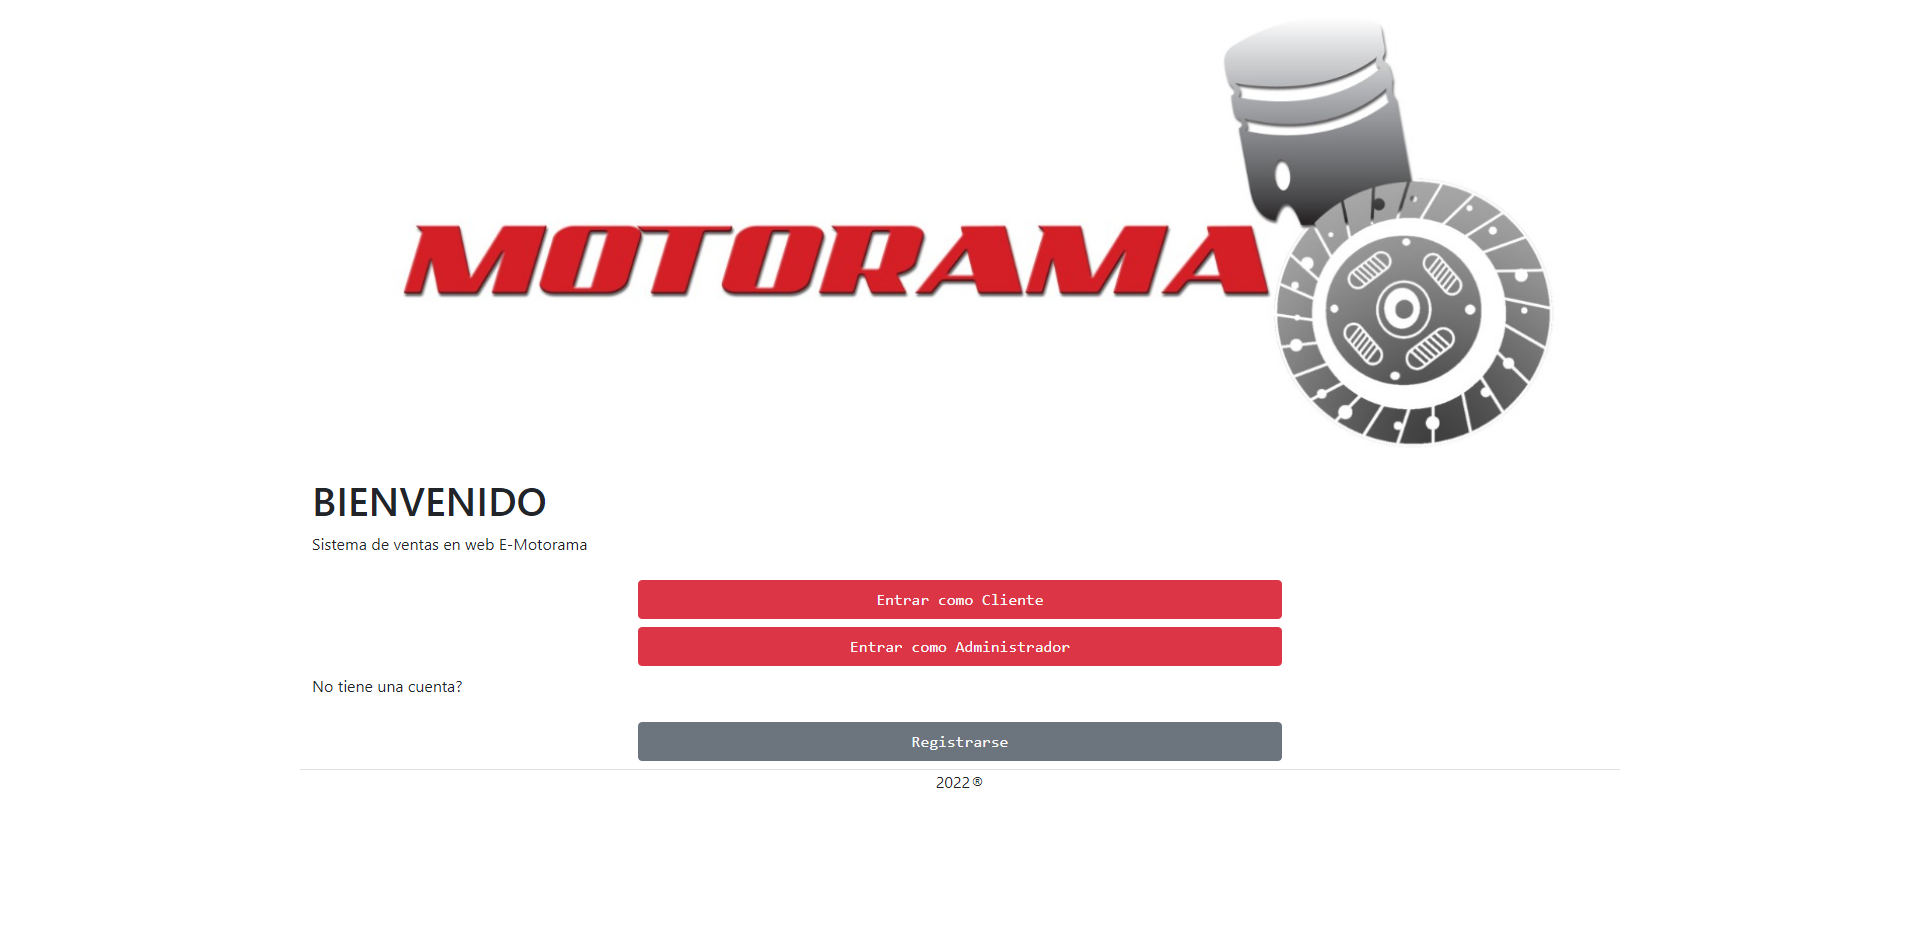 MOTORAMA
BIENVENIDO
Sistema de ventas en web E-Motorama
Entrar como Cliente
Entrar como Administrador
No tiene una cuenta?
Registrarse
2022®